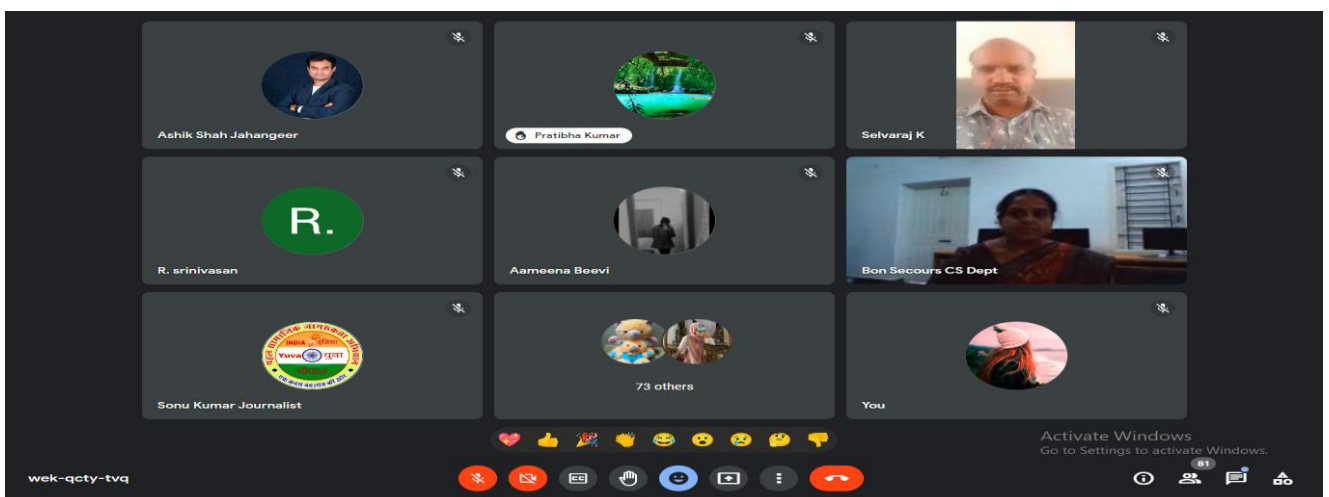 Ashik Shah Jahangeer
Pratibha Kumar
Selvaraj K
R.
R. srinivasan
Aameena Beevi
Bon Secours CS Dept
INDIA इंडिया
Yuva युवा
Sonu Kumar Journalist
73 others
You
Activate Windows
Go to Settings to activate Windows.
wek-qcty-tvq
CC
81